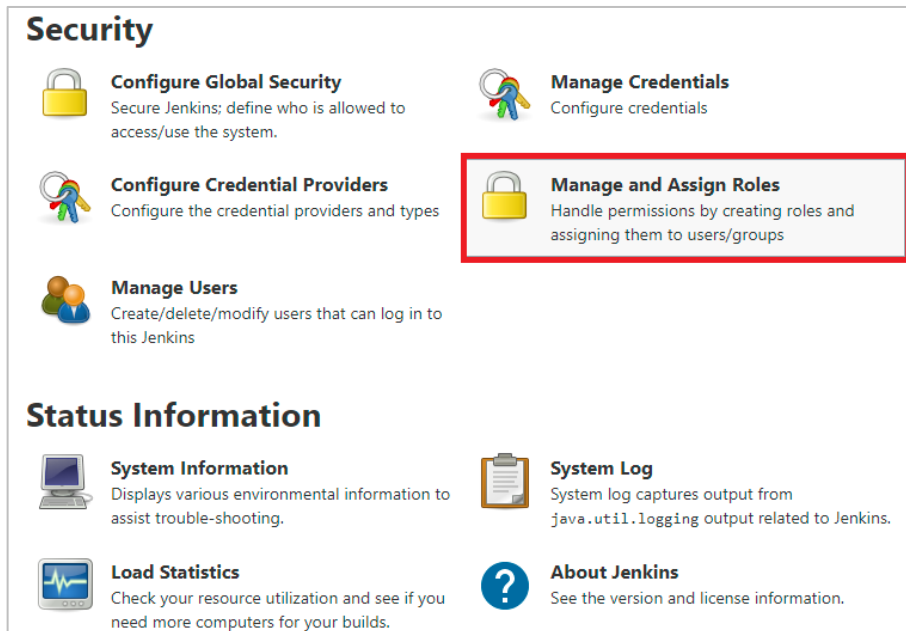 Security
Configure Global Security
Secure Jenkins; define who is allowed to
access/use the system.
Manage Credentials
Configure credentials
Configure Credential Providers
Configure the credential providers and types
Manage and Assign Roles
Handle permissions by creating roles and
assigning them to users/groups
Manage Users
Create/delete/modify users that can log in to
this Jenkins
Status Information
System Information
Displays various environmental information to
assist trouble-shooting.
System Log
System log captures output from
java.util.logging output related to Jenkins.
Load Statistics
Check your resource utilization and see if you
need more computers for your builds.
?
About Jenkins
See the version and license information.